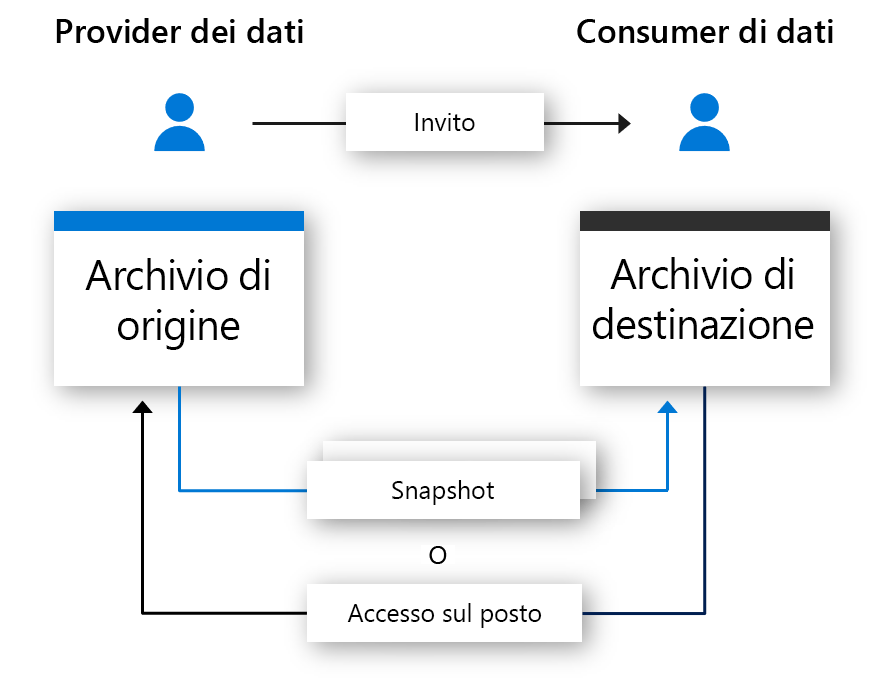 Provider dei dati
Consumer di dati
Invito
Archivio di
origine
Archivio di
destinazione
Snapshot
O
Accesso sul posto